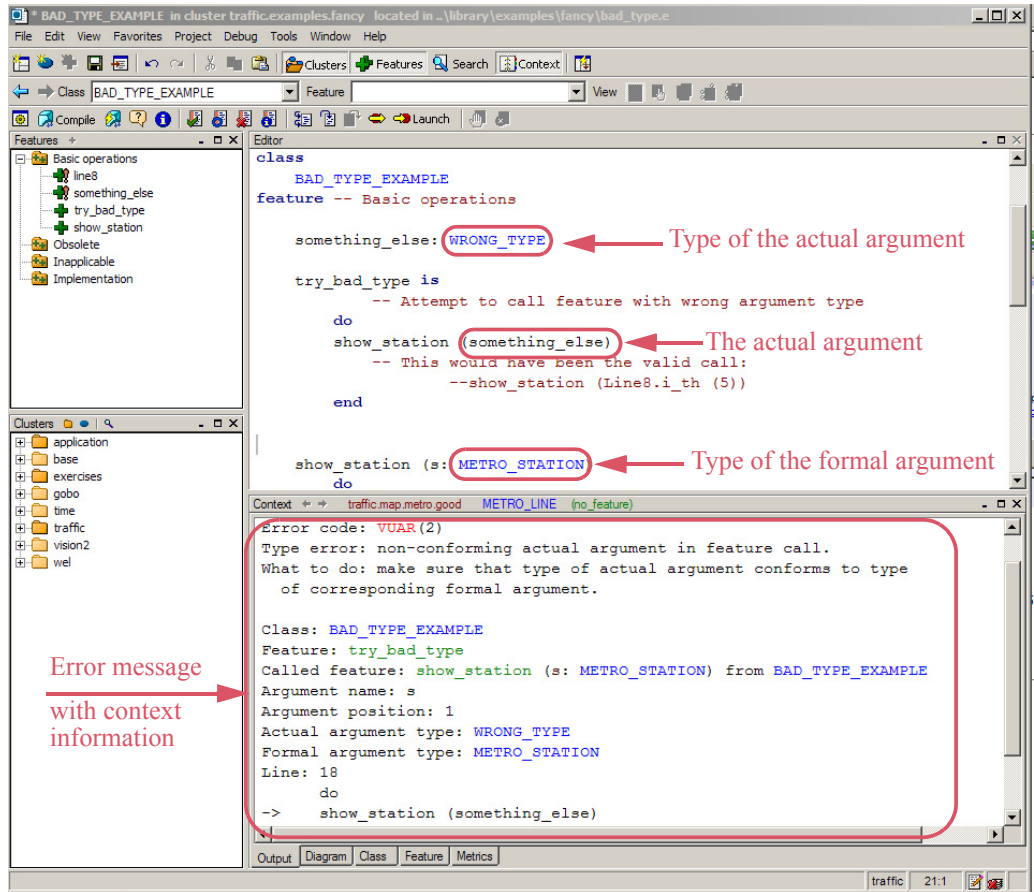 * BAD_TYPE_EXAMPLE in cluster traffic.examples.fancy located in ..\library\examples\fancy\bad_type.e
File Edit View Favorites Project Debug Tools Window Help
Clusters Features Search Context
Class BAD_TYPE_EXAMPLE Feature View
Compile Launch
Features
Basic operations
line8
something_else
try_bad_type
show_station
Obsolete
Inapplicable
Implementation
Clusters
application
base
exercises
gobo
time
traffic
vision2
wel
Editor
class
BAD_TYPE_EXAMPLE
feature -- Basic operations
something_else: WRONG_TYPE
Type of the actual argument
try_bad_type is
-- Attempt to call feature with wrong argument type
do
show_station (something_else)
The actual argument
-- This would have been the valid call:
--show_station (Line8.i_th (5))
end
show_station (s: METRO_STATION)
Type of the formal argument
do
Context traffic.map.metro.good METRO_LINE (no_feature)
Error code: VUAR(2)
Type error: non-conforming actual argument in feature call.
What to do: make sure that type of actual argument conforms to type
of corresponding formal argument.
Class: BAD_TYPE_EXAMPLE
Feature: try_bad_type
Called feature: show_station (s: METRO_STATION) from BAD_TYPE_EXAMPLE
Argument name: s
Argument position: 1
Actual argument type: WRONG_TYPE
Formal argument type: METRO_STATION
Line: 18
do
-> show_station (something_else)
Error message
with context
information
Output Diagram Class Feature Metrics
traffic 21:1